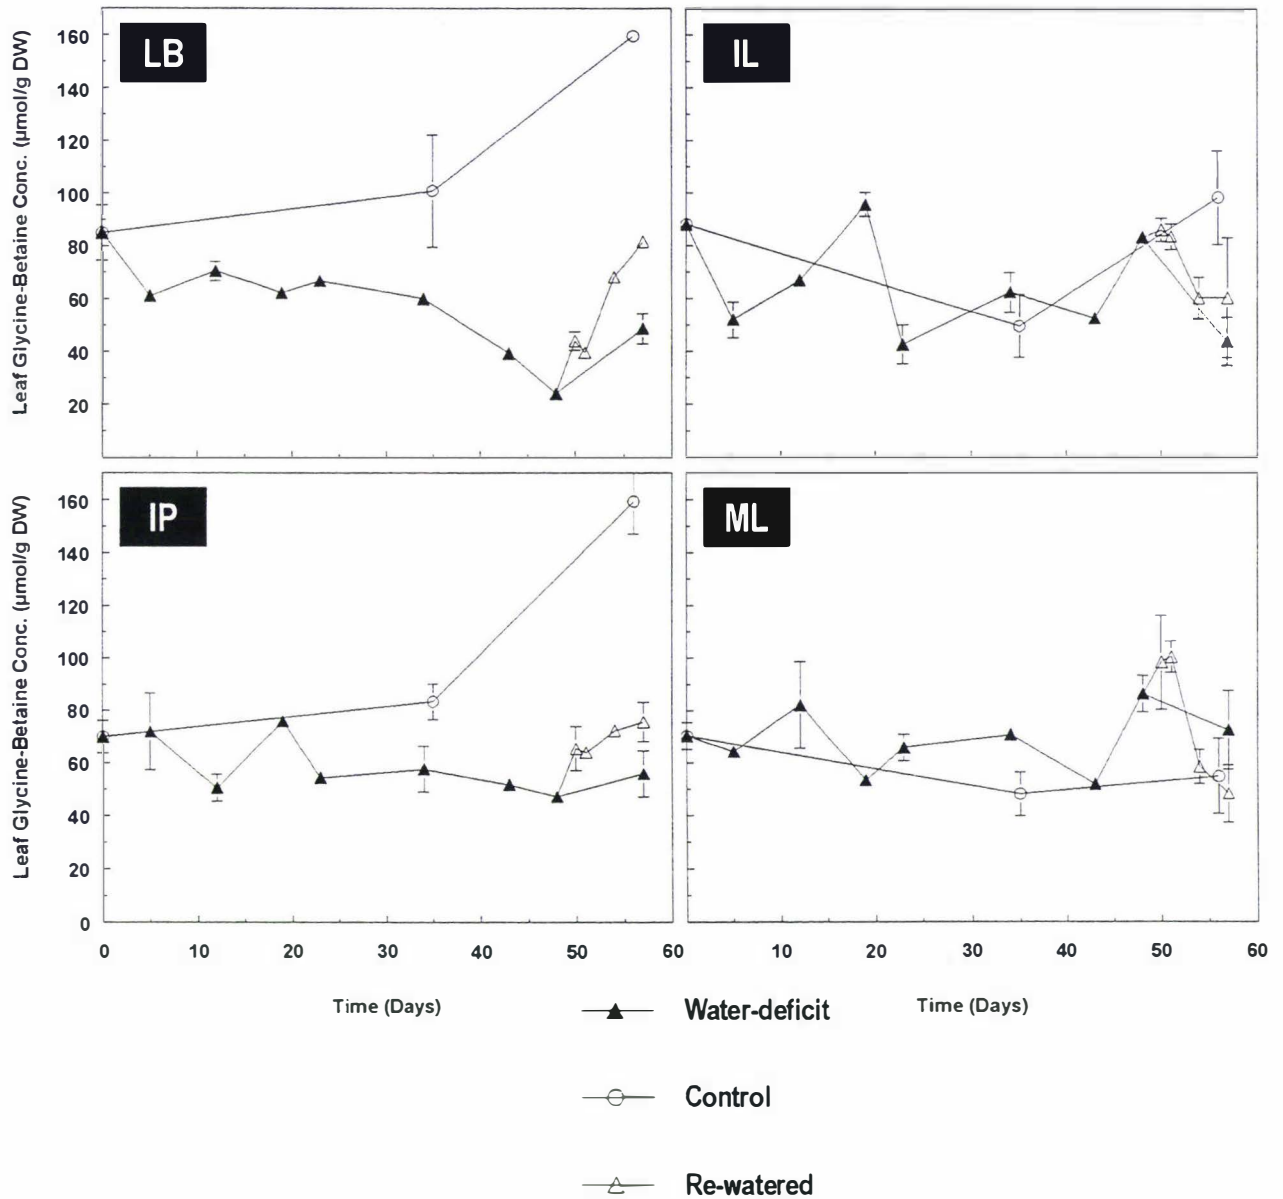 LB
IL
Leaf Glycine-Betaine Conc. (µmol/g DW)
160
140
120
100
80
60
40
20
IP
ML
Leaf Glycine-Betaine Conc. (µmol/g DW)
160
140
120
100
80
60
40
20
0
0 10 20 30 40 50 60 10 20 30 40 50 60
Time (Days)
Time (Days)
Water-deficit
Control
Re-watered